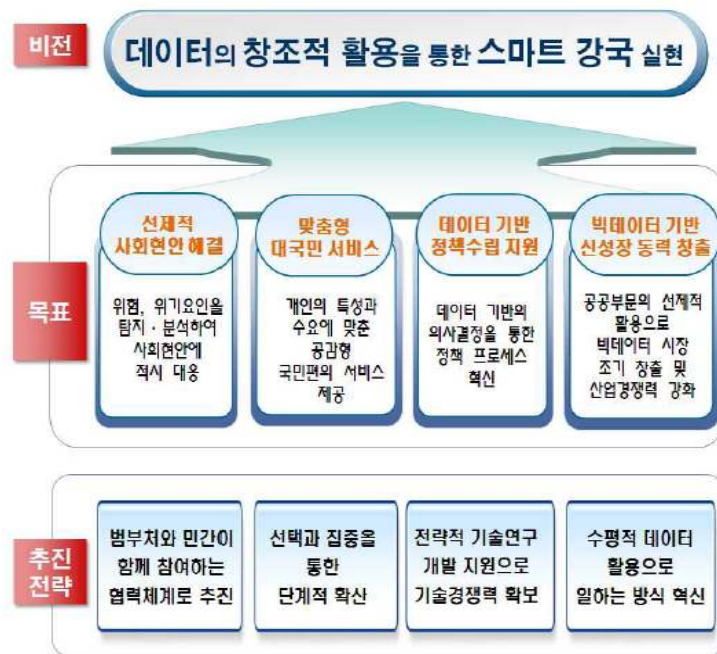 비전
데이터의 창조적 활용을 통한 스마트 강국 실현
목표
선제적
사회현안 해결
위험, 위기요인을
탐지·분석하여
사회현안에
적시 대응
맞춤형
대국민 서비스
개인의 특성과
수요에 맞춘
공감형
국민편의 서비스
제공
데이터 기반
정책수립 지원
데이터 기반의
의사결정을 통한
정책 프로세스
혁신
빅데이터 기반
신성장 동력 창출
공공부문의 선제적
활용으로
빅데이터 시장
조기 창출 및
산업경쟁력 강화
추진
전략
범부처와 민간이
함께 참여하는
협력체계로 추진
선택과 집중을
통한
단계적 확산
전략적 기술연구
개발 지원으로
기술경쟁력 확보
수평적 데이터
활용으로
일하는 방식 혁신